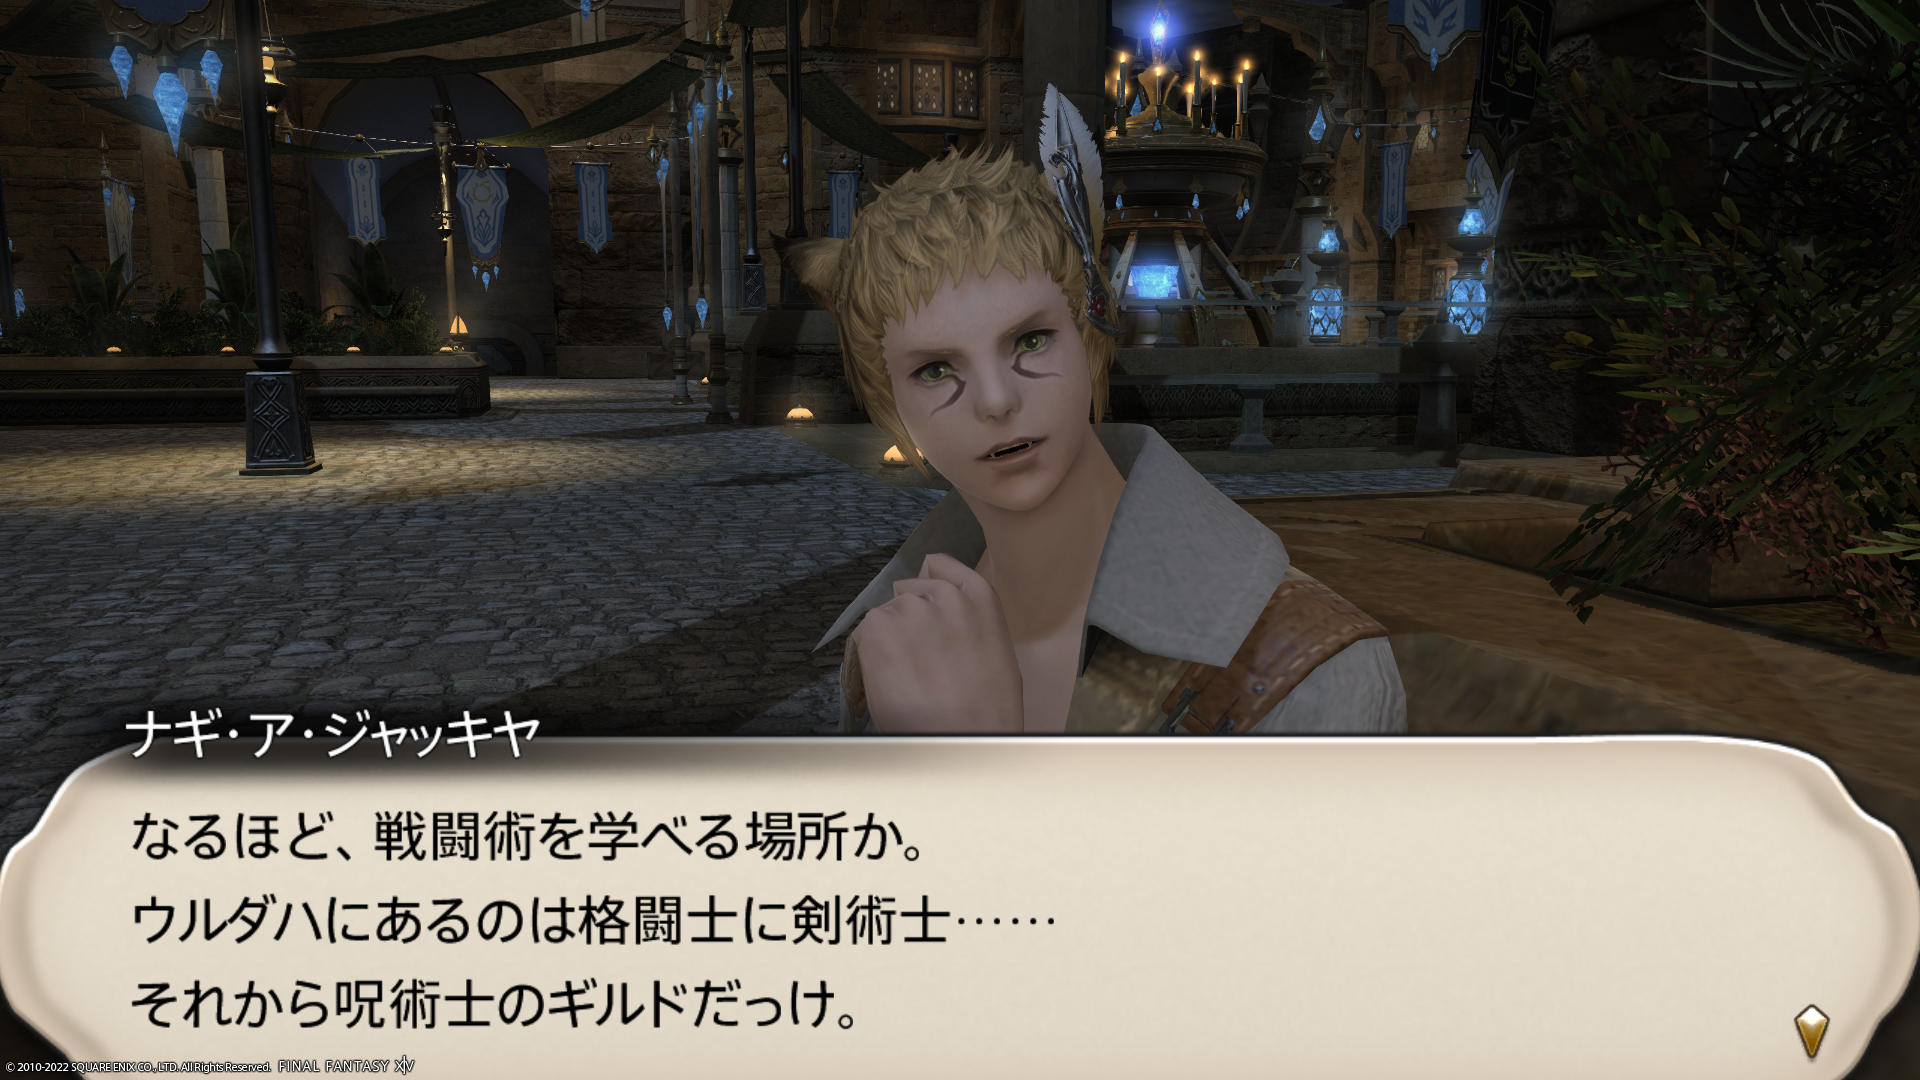 ナギ・ア・ジャッキヤ
なるほど、戦闘術を学べる場所か。
ウルダハにあるのは格闘士に剣術士……
それから呪術士のギルドだっけ。
© 2010-2022 SQUARE ENIX CO., LTD. All Rights Reserved. FINAL FANTASY XIV